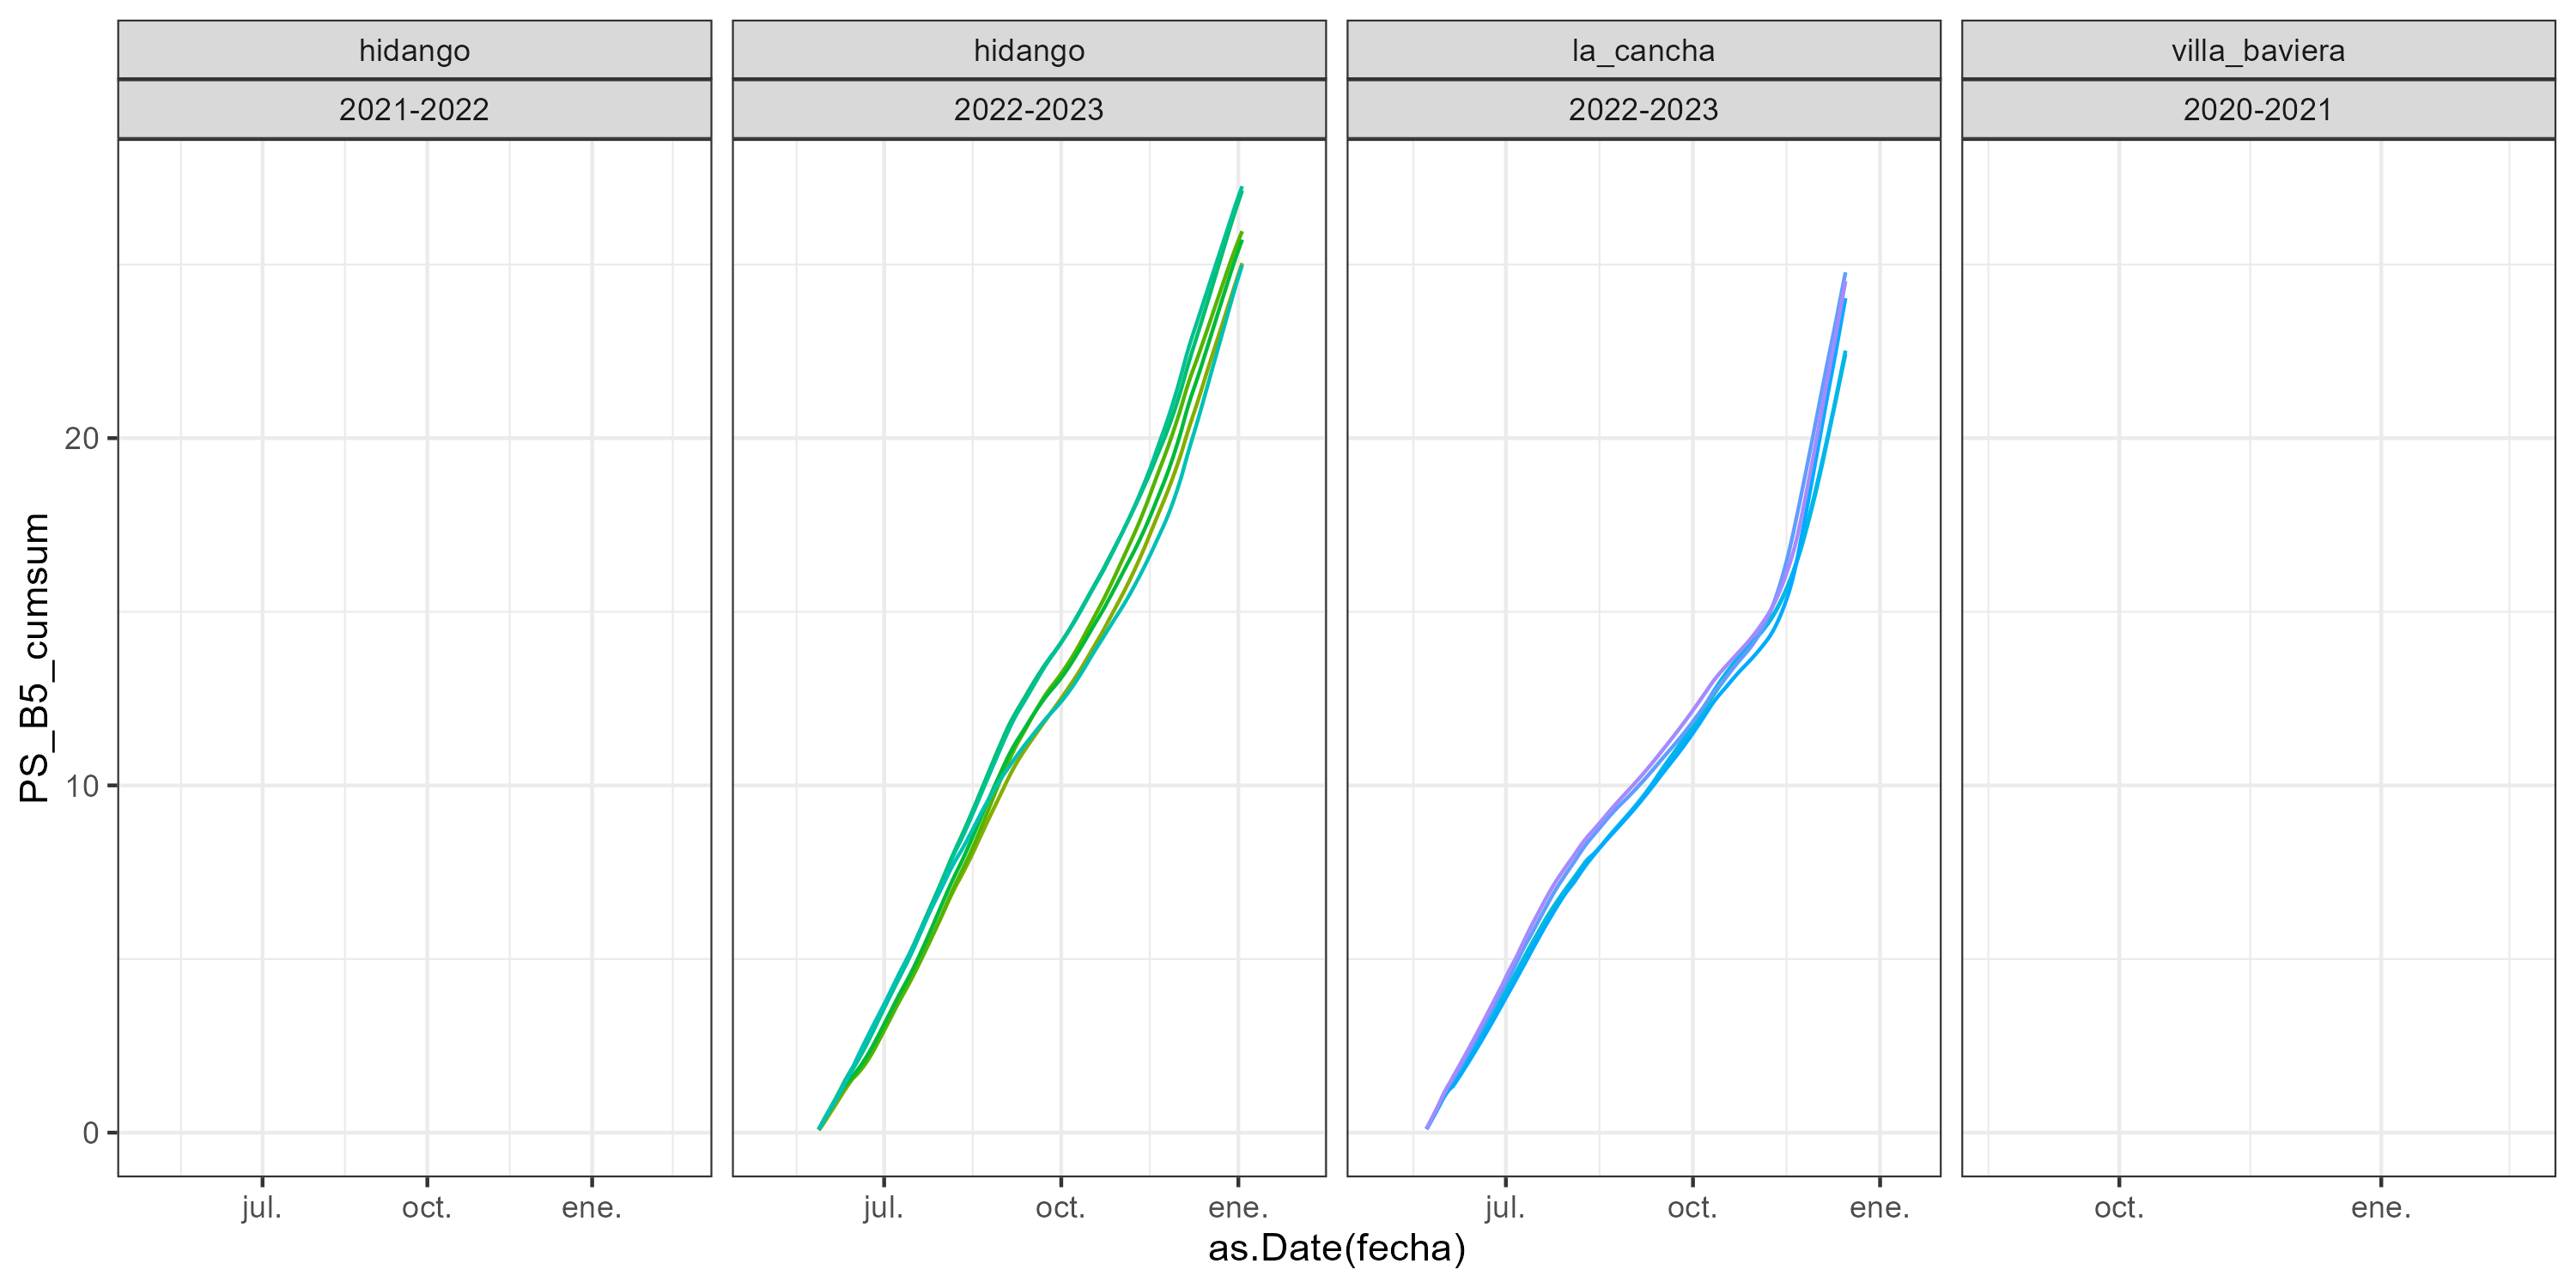 hidango
hidango
la_cancha
villa_baviera
2021-2022
2022-2023
2022-2023
2020-2021
PS_B5_cumsum
20
10
0
jul.
oct.
ene.
jul.
oct.
ene.
jul.
oct.
ene.
oct.
ene.
as.Date(fecha)